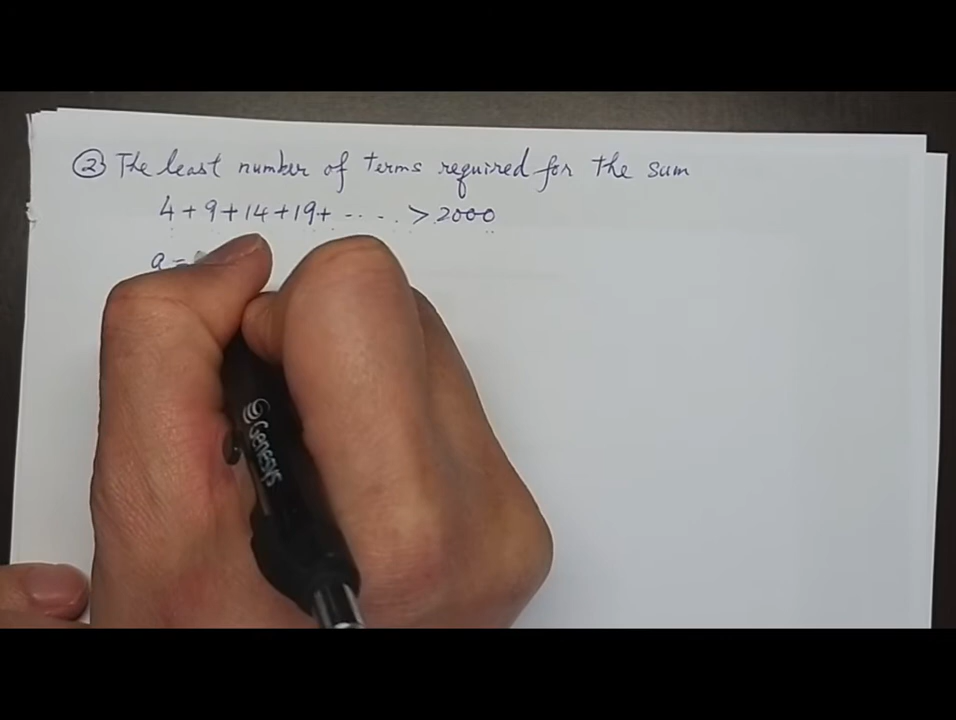 ② The least number of terms required for the sum
4 + 9 + 14 + 19 + ..... > 2000
a =
Genesys